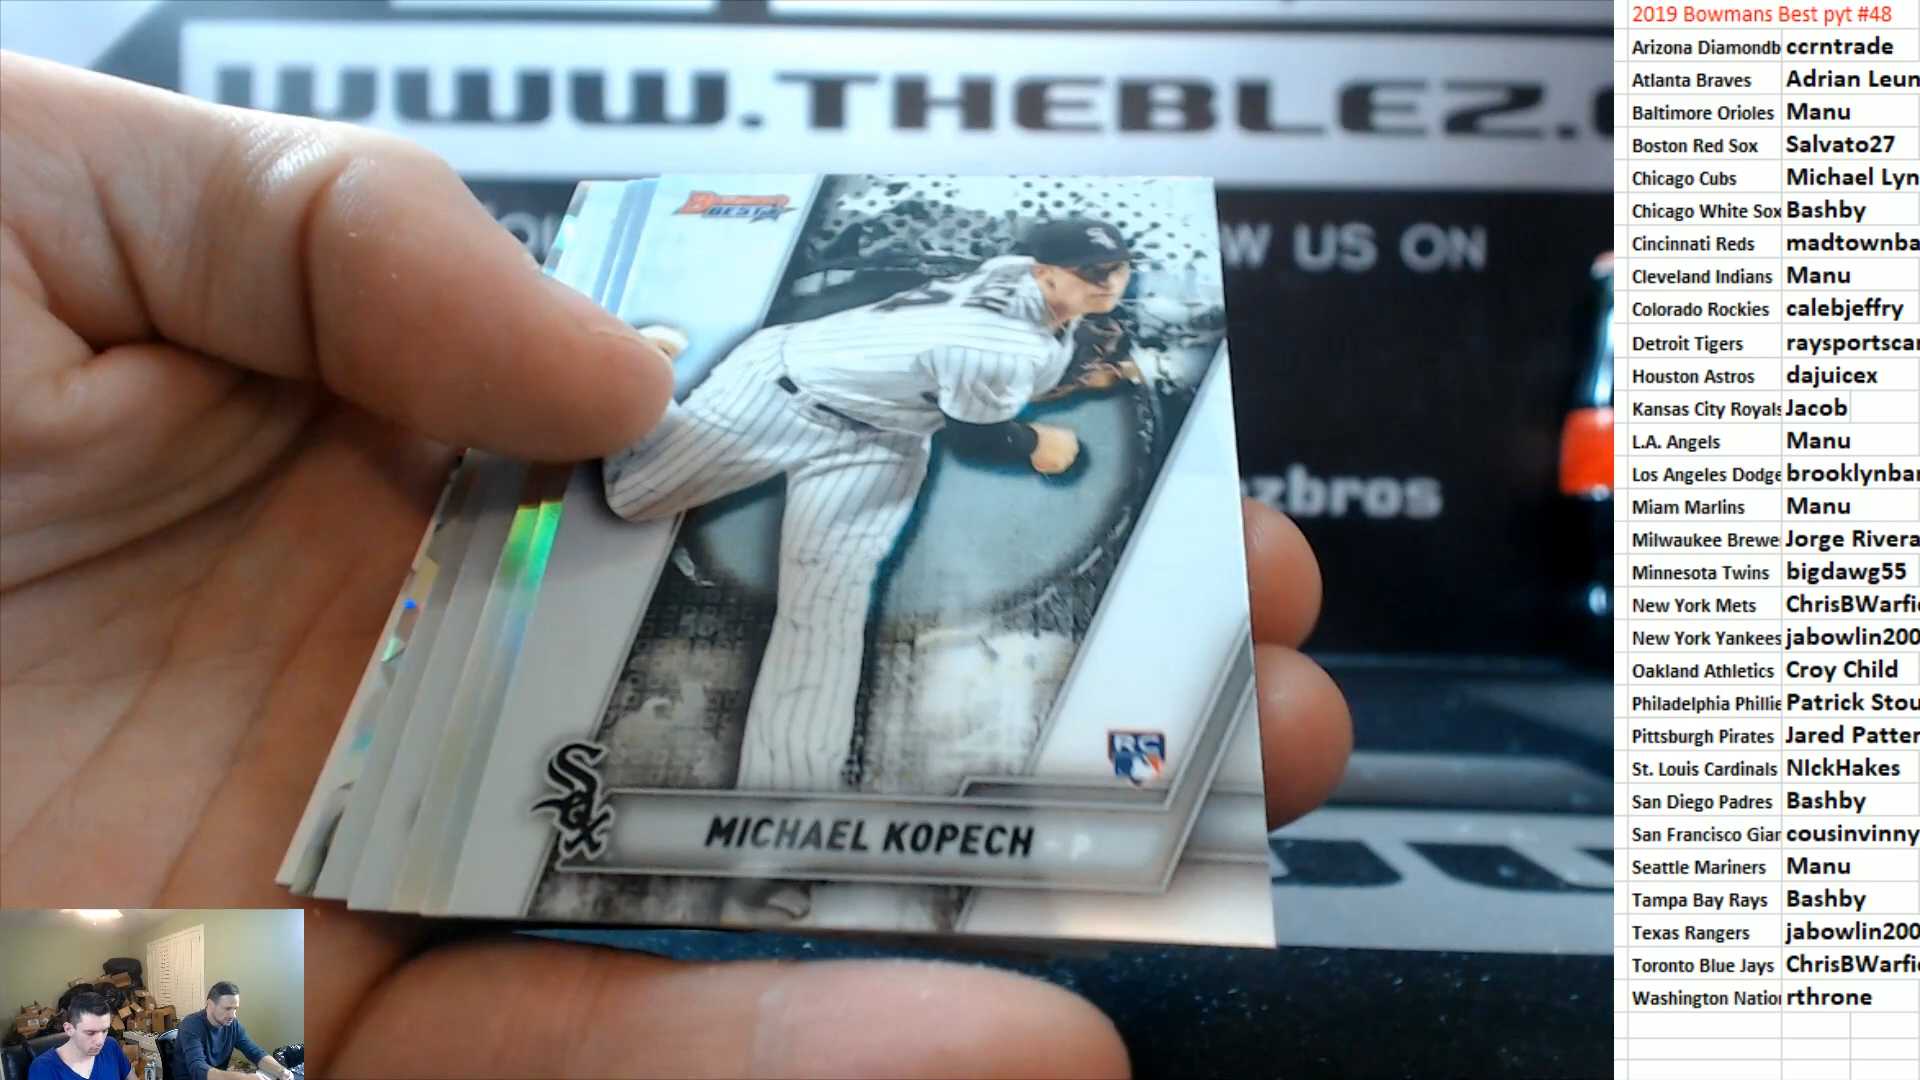 WWW.THEBLEZ.
W US ON
zbros
BOWMAN'S
BEST
Sox
RC
Sox
MICHAEL KOPECH - P
2019 Bowmans Best pyt #48
Arizona Diamondb ccrntrade
Atlanta Braves Adrian Leun
Baltimore Orioles Manu
Boston Red Sox Salvato27
Chicago Cubs Michael Lyn
Chicago White Sox Bashby
Cincinnati Reds madtownba
Cleveland Indians Manu
Colorado Rockies calebjeffry
Detroit Tigers raysportscar
Houston Astros dajuicex
Kansas City Royals Jacob
L.A. Angels Manu
Los Angeles Dodge brooklynbar
Miam Marlins Manu
Milwaukee Brewe Jorge Rivera
Minnesota Twins bigdawg55
New York Mets ChrisBWarfie
New York Yankees jabowlin200
Oakland Athletics Croy Child
Philadelphia Phillie Patrick Stou
Pittsburgh Pirates Jared Patter
St. Louis Cardinals NIckHakes
San Diego Padres Bashby
San Francisco Gian cousinvinny
Seattle Mariners Manu
Tampa Bay Rays Bashby
Texas Rangers jabowlin200
Toronto Blue Jays ChrisBWarfie
Washington Nation rthrone